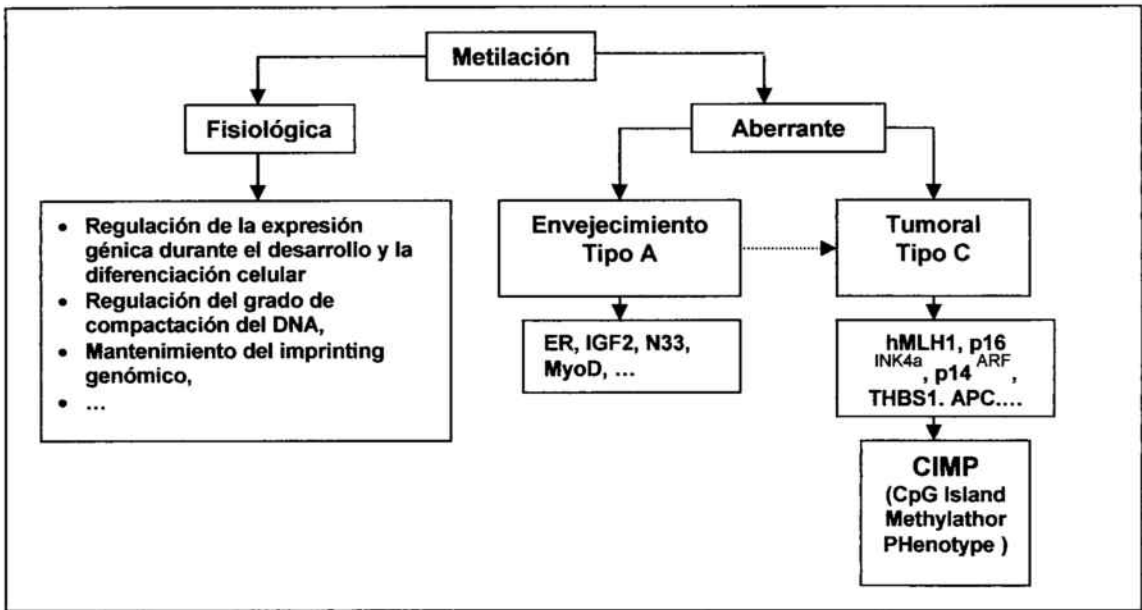 Metilación
Fisiológica
Aberrante
• Regulación de la expresión
génica durante el desarrollo y la
diferenciación celular
• Regulación del grado de
compactación del DNA,
• Mantenimiento del imprinting
genómico,
• ...
Envejecimiento
Tipo A
Tumoral
Tipo C
ER, IGF2, N33,
MyoD, ...
hMLH1, p16
INK4a, p14 ARF,
THBS1. APC....
CIMP
(CpG Island
Methylathor
PHenotype )